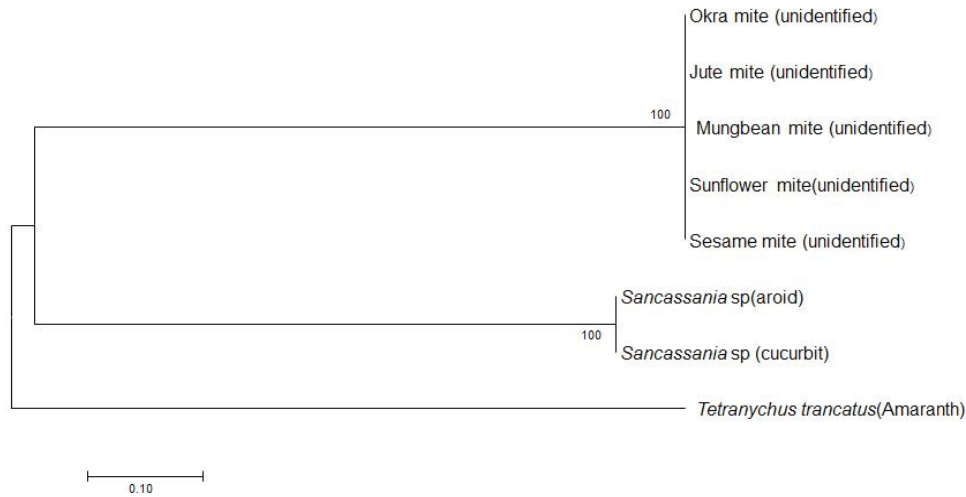 Okra mite (unidentified)
Jute mite (unidentified)
100
Mungbean mite (unidentified)
Sunflower mite(unidentified)
Sesame mite (unidentified)
Sancassania sp(aroid)
100
Sancassania sp (cucurbit)
Tetranychus trancatus(Amaranth)
0.10